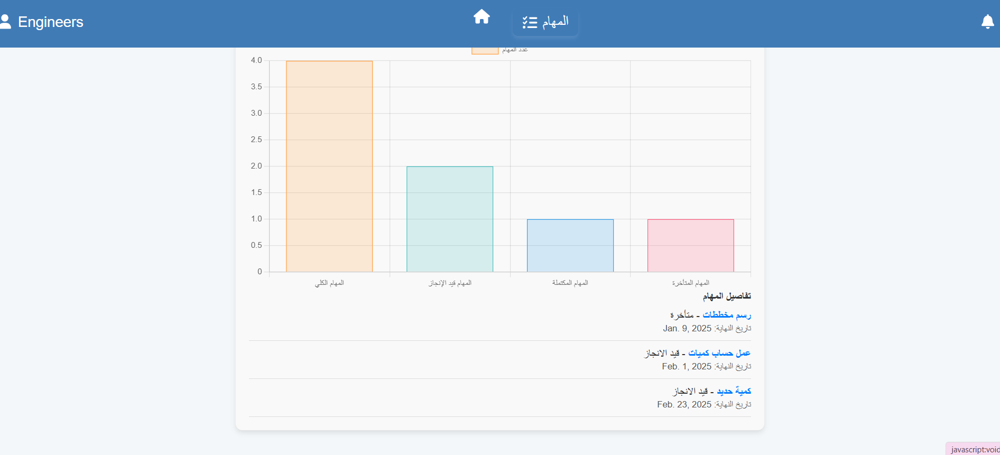 Engineers
المهام
عدد المهام
4.0
3.5
3.0
2.5
2.0
1.5
1.0
0.5
0
المهام الكلي
المهام قيد الإنجاز
المهام المكتملة
المهام المتأخرة
تفاصيل المهام
رسم مخططات - متأخرة
تاريخ النهاية: Jan. 9, 2025
عمل حساب كميات - قيد الانجاز
تاريخ النهاية: Feb. 1, 2025
كمية حديد - قيد الانجاز
تاريخ النهاية: Feb. 23, 2025
javascript:void